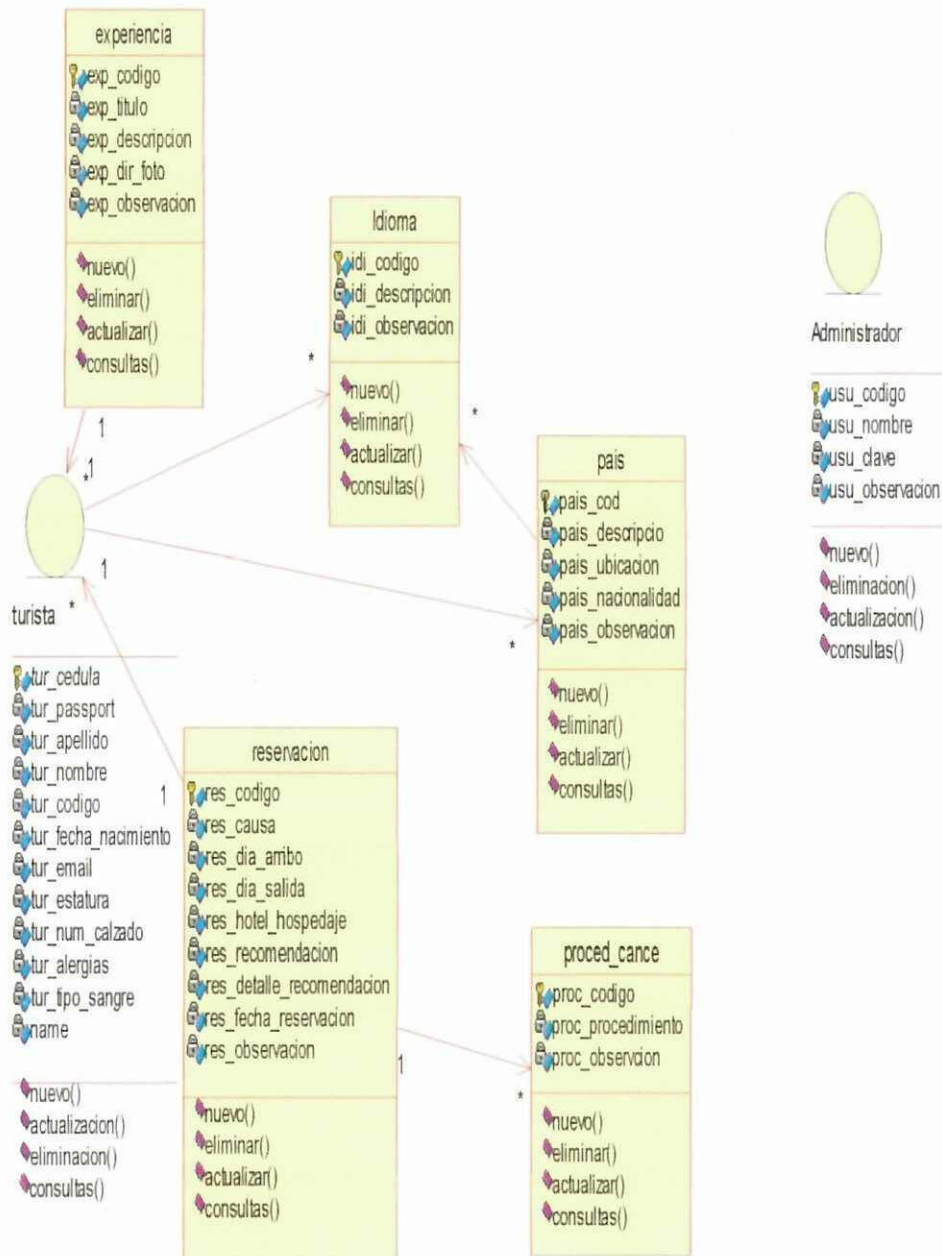 experiencia
exp_codigo
exp_titulo
exp_descripcion
exp_dir_foto
exp_observacion
nuevo()
eliminar()
actualizar()
consultas()
1
*
1
1
*
turista
tur_cedula
tur_passport
tur_apellido
tur_nombre
tur_codigo
tur_fecha_nacimiento
tur_email
tur_estatura
tur_num_calzado
tur_alergias
tur_tipo_sangre
name
nuevo()
actualizacion()
eliminacion()
consultas()
*
Idioma
idi_codigo
idi_descripcion
idi_observacion
nuevo()
eliminar()
actualizar()
consultas()
*
pais
pais_cod
pais_descripcio
pais_ubicacion
pais_nacionalidad
pais_observacion
nuevo()
eliminar()
actualizar()
consultas()
*
Administrador
usu_codigo
usu_nombre
usu_clave
usu_observacion
nuevo()
eliminacion()
actualizacion()
consultas()
1
reservacion
res_codigo
res_causa
res_dia_arribo
res_dia_salida
res_hotel_hospedaje
res_recomendacion
res_detalle_recomendacion
res_fecha_reservacion
res_observacion
nuevo()
eliminar()
actualizar()
consultas()
1
*
proced_cance
proc_codigo
proc_procedimiento
proc_observcion
nuevo()
eliminar()
actualizar()
consultas()